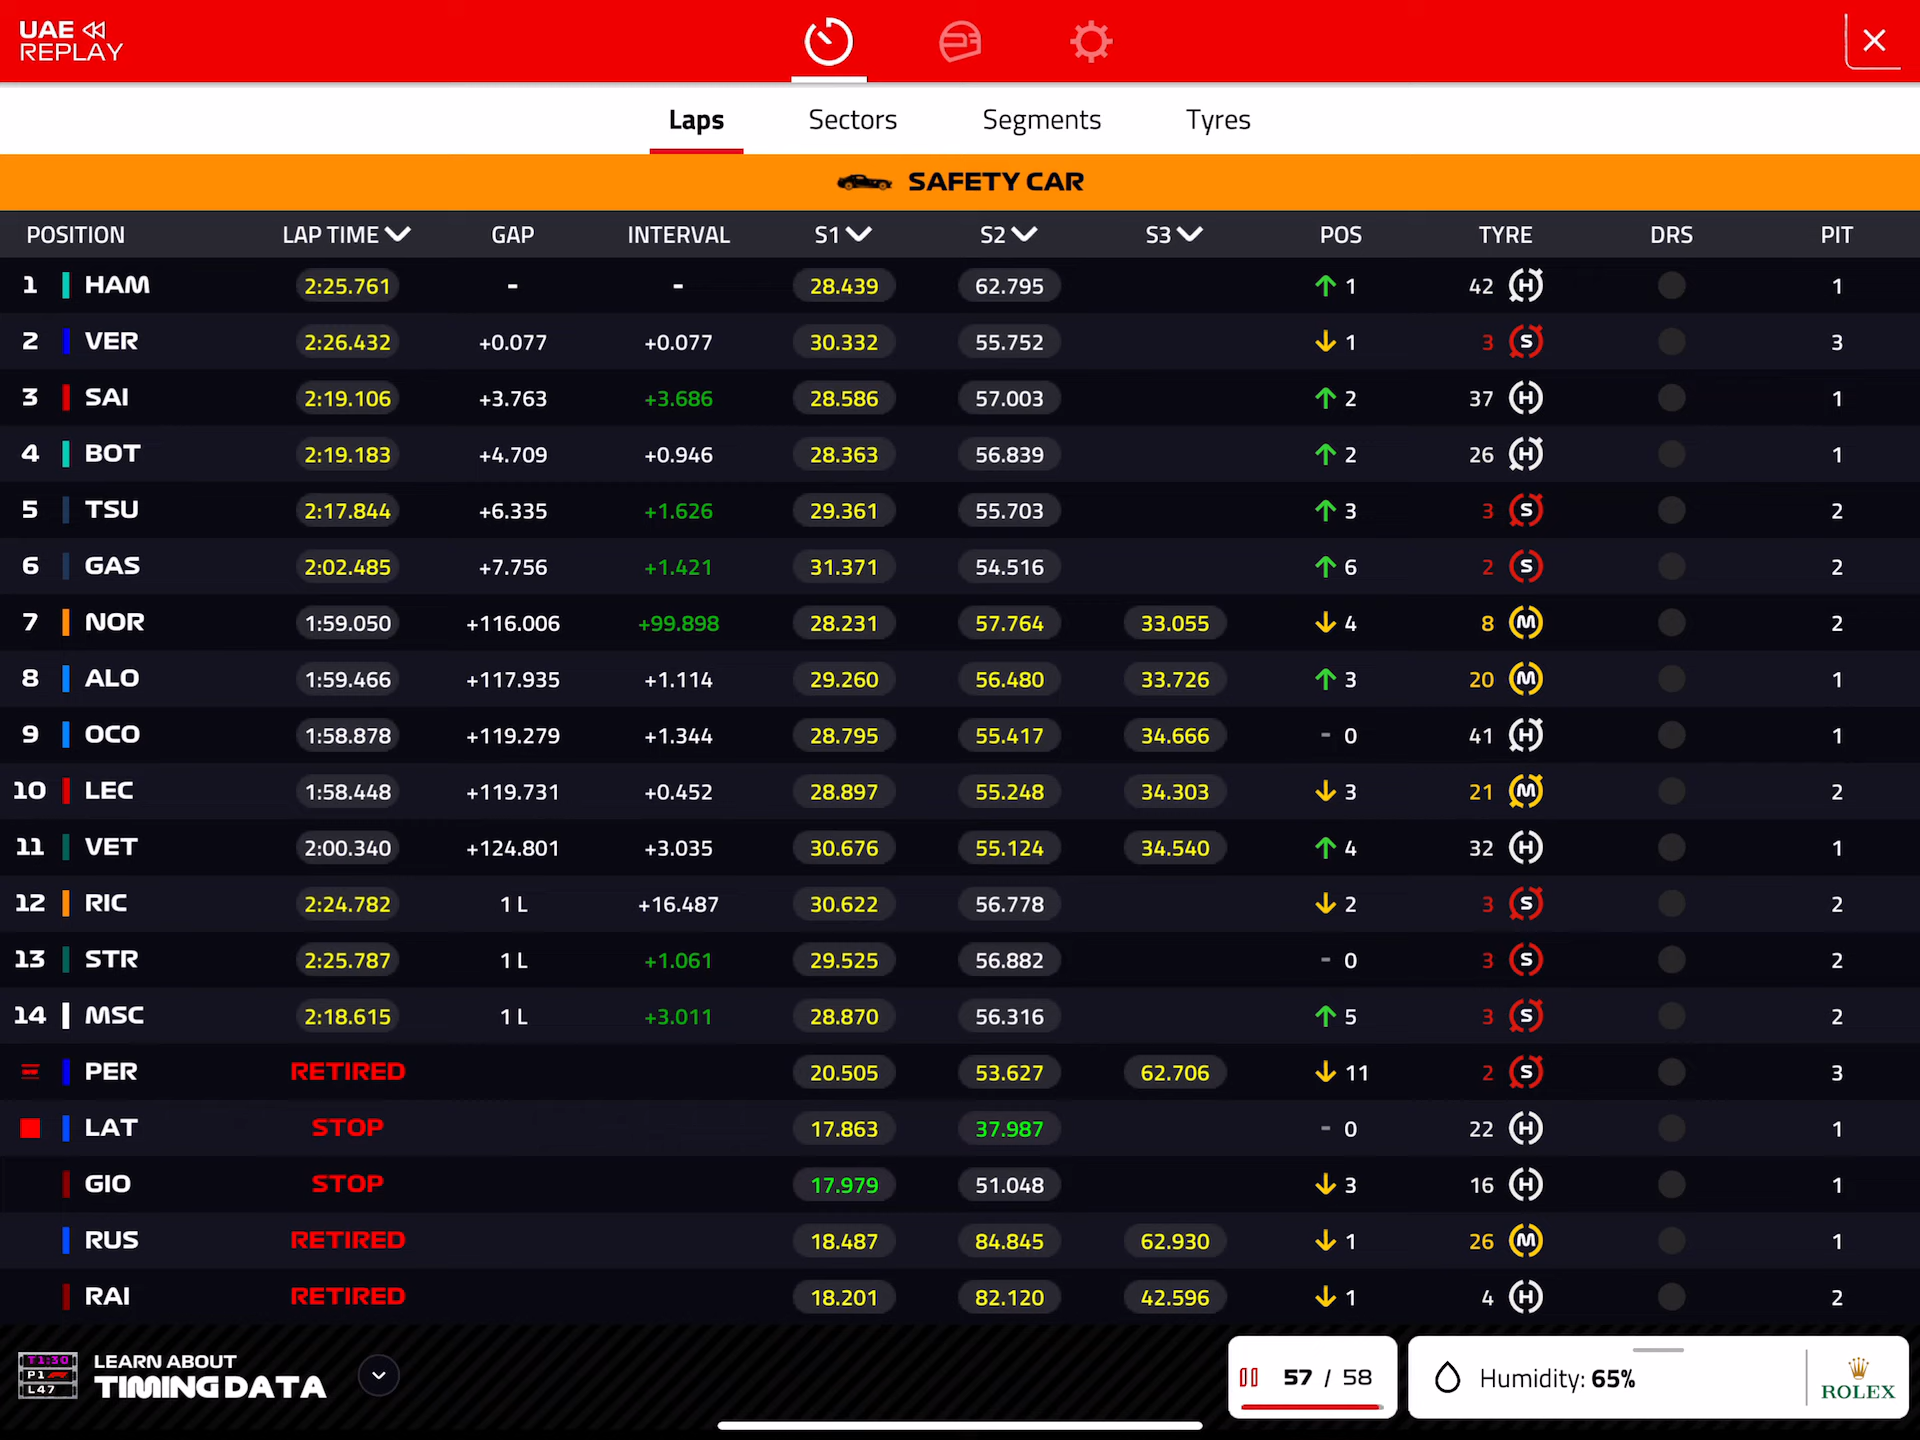 UAE
REPLAY
Laps Sectors Segments Tyres
SAFETY CAR
POSITION LAP TIME GAP INTERVAL S1 S2 S3 POS TYRE DRS PIT
1 HAM 2:25.761 - - 28.439 62.795 1 42 H 1
2 VER 2:26.432 +0.077 +0.077 30.332 55.752 1 3 S 3
3 SAI 2:19.106 +3.763 +3.686 28.586 57.003 2 37 H 1
4 BOT 2:19.183 +4.709 +0.946 28.363 56.839 2 26 H 1
5 TSU 2:17.844 +6.335 +1.626 29.361 55.703 3 3 S 2
6 GAS 2:02.485 +7.756 +1.421 31.371 54.516 6 2 S 2
7 NOR 1:59.050 +116.006 +99.898 28.231 57.764 33.055 4 8 M 2
8 ALO 1:59.466 +117.935 +1.114 29.260 56.480 33.726 3 20 M 1
9 OCO 1:58.878 +119.279 +1.344 28.795 55.417 34.666 - 0 41 H 1
10 LEC 1:58.448 +119.731 +0.452 28.897 55.248 34.303 3 21 M 2
11 VET 2:00.340 +124.801 +3.035 30.676 55.124 34.540 4 32 H 1
12 RIC 2:24.782 1 L +16.487 30.622 56.778 2 3 S 2
13 STR 2:25.787 1 L +1.061 29.525 56.882 - 0 3 S 2
14 MSC 2:18.615 1 L +3.011 28.870 56.316 5 3 S 2
PER RETIRED 20.505 53.627 62.706 11 2 S 3
LAT STOP 17.863 37.987 - 0 22 H 1
GIO STOP 17.979 51.048 3 16 H 1
RUS RETIRED 18.487 84.845 62.930 1 26 M 1
RAI RETIRED 18.201 82.120 42.596 1 4 H 2
T1:30
P1
L47
LEARN ABOUT
TIMING DATA
57 / 58
Humidity: 65%
ROLEX